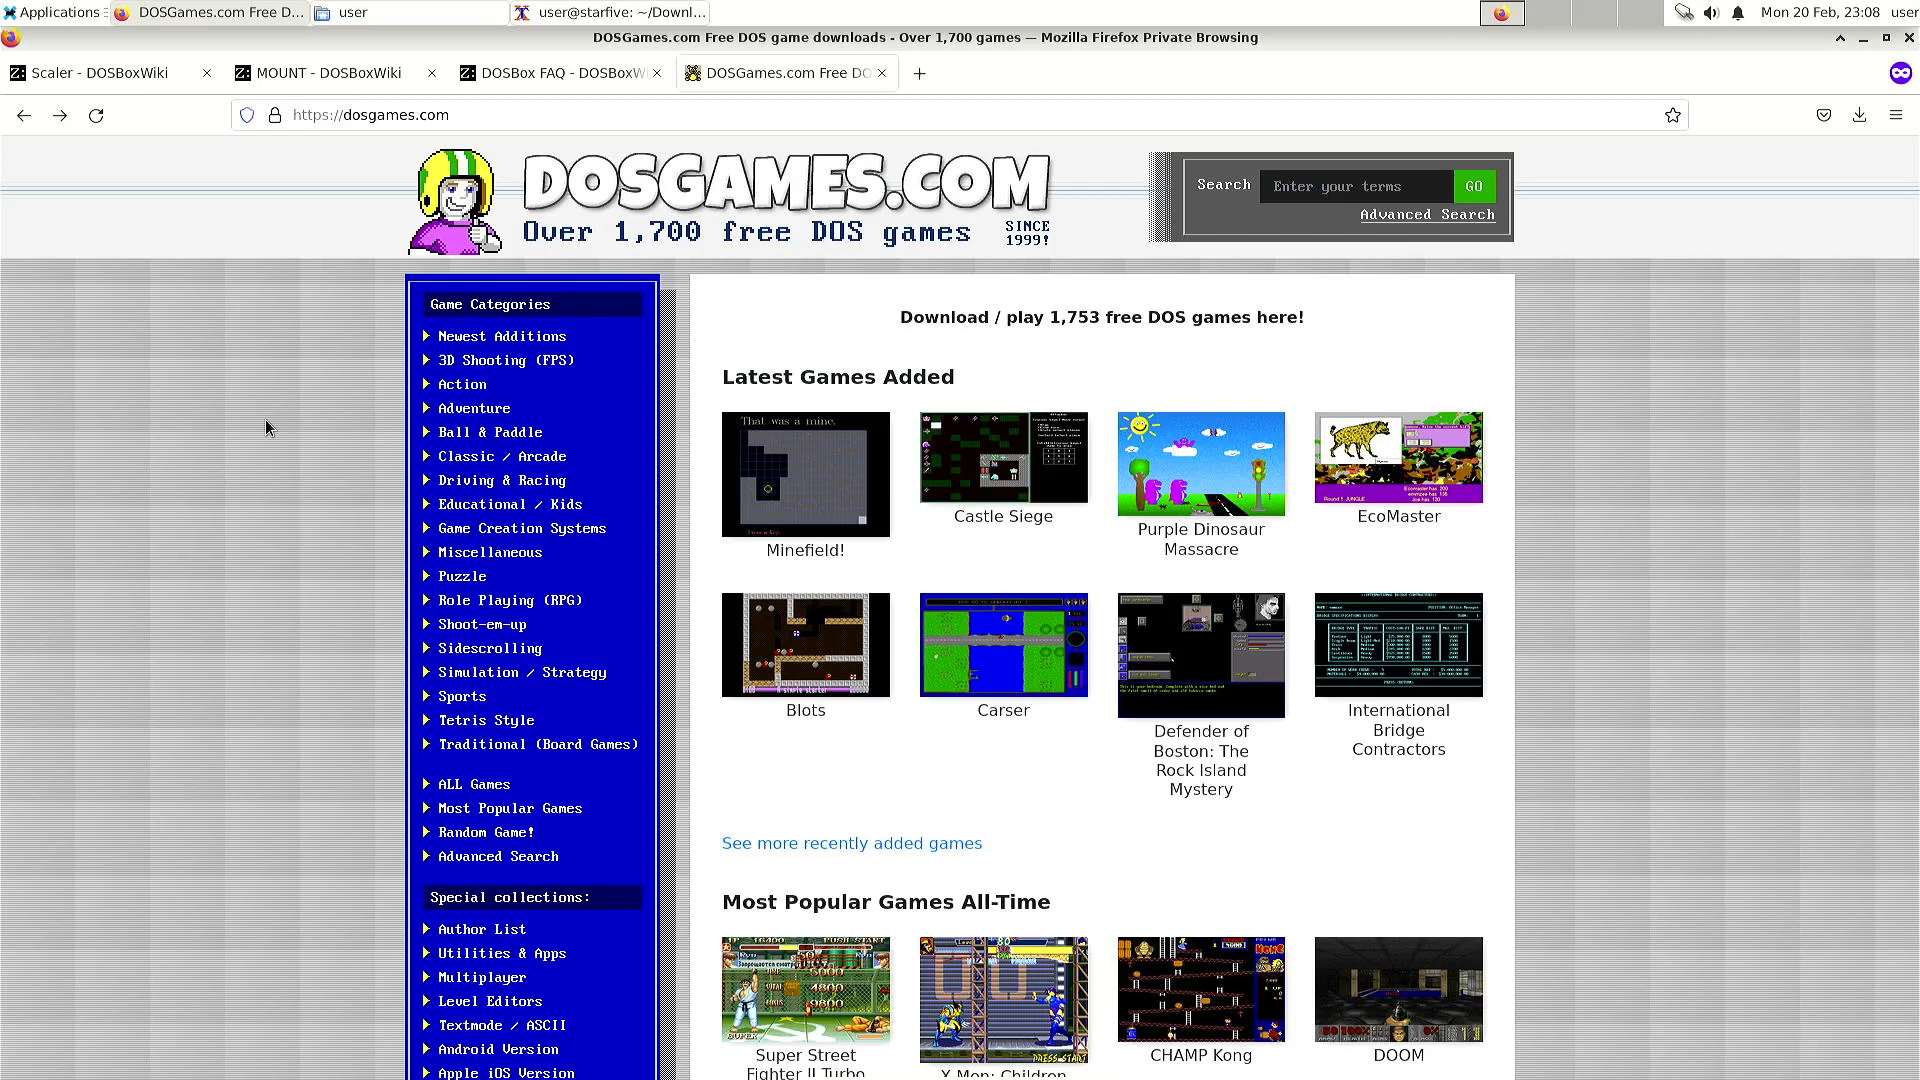 Applications
DOSGames.com Free D...
user
user@starfive: ~/Downl...
Mon 20 Feb, 23:08
user
DOSGames.com Free DOS game downloads - Over 1,700 games — Mozilla Firefox Private Browsing
Scaler - DOSBoxWiki
MOUNT - DOSBoxWiki
DOSBox FAQ - DOSBoxW
DOSGames.com Free DO
https://dosgames.com
DOSGAMES.COM
Over 1,700 free DOS games
SINCE
1999!
Search
Enter your terms
GO
Advanced Search
Game Categories
Newest Additions
3D Shooting (FPS)
Action
Adventure
Ball & Paddle
Classic / Arcade
Driving & Racing
Educational / Kids
Game Creation Systems
Miscellaneous
Puzzle
Role Playing (RPG)
Shoot-em-up
Sidescrolling
Simulation / Strategy
Sports
Tetris Style
Traditional (Board Games)
ALL Games
Most Popular Games
Random Game!
Advanced Search
Special collections:
Author List
Utilities & Apps
Multiplayer
Level Editors
Textmode / ASCII
Android Version
Apple iOS Version
Download / play 1,753 free DOS games here!
Latest Games Added
That was a mine.
Minefield!
Castle Siege
Purple Dinosaur
Massacre
Round 1 JUNGLE
EcoMaster
Blots
Carser
Defender of
Boston: The
Rock Island
Mystery
International
Bridge
Contractors
See more recently added games
Most Popular Games All-Time
Super Street
Fighter II Turbo
PRESS START
X-Men: Children
CHAMP Kong
DOOM